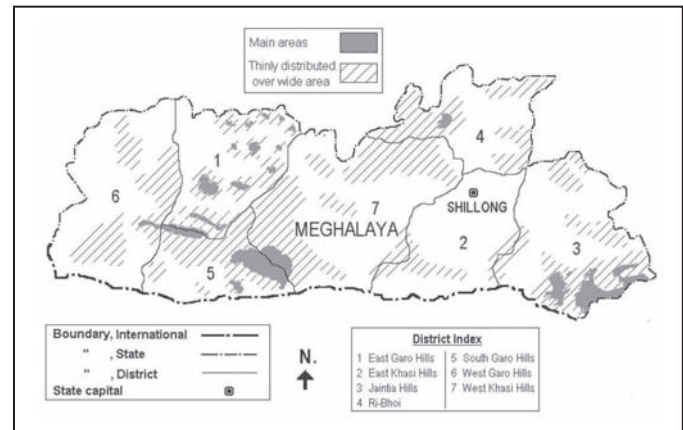 Main areas
Thinly distributed
over wide area
1
4
6
7
MEGHALAYA
SHILLONG
2
3
5
Boundary, International
" , State
" , District
State capital
N.
District Index
1 East Garo Hills
2 East Khasi Hills
3 Jaintia Hills
4 Ri-Bhoi
5 South Garo Hills
6 West Garo Hills
7 West Khasi Hills